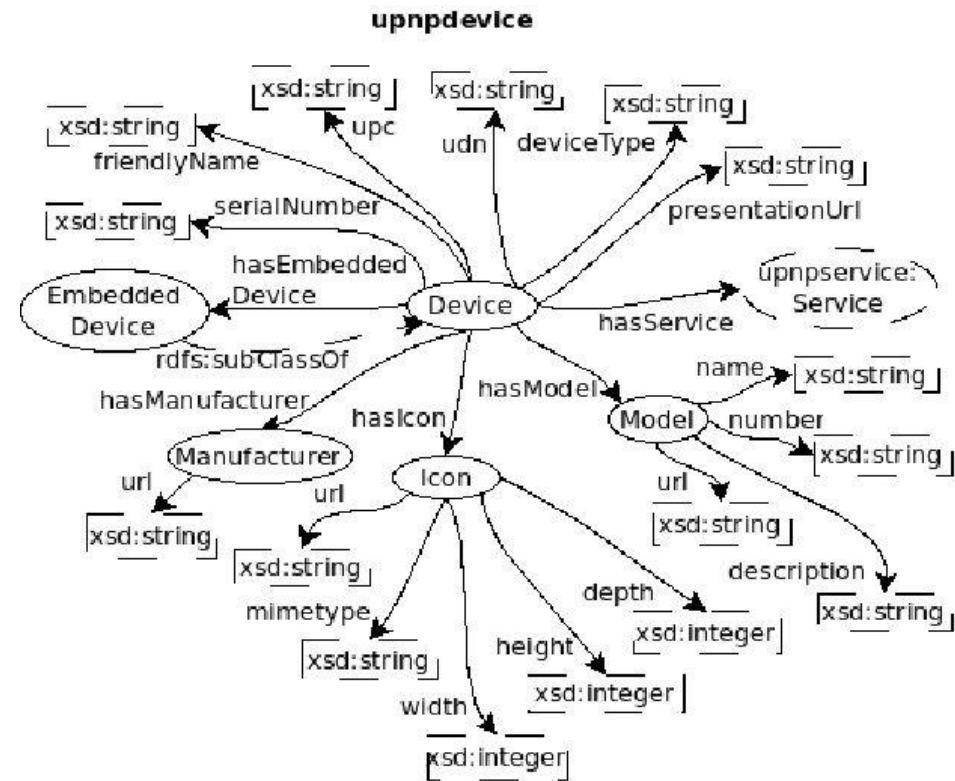 upnpdevice
xsd:string
xsd:string
xsd:string
xsd:string
upc
udn
deviceType
friendlyName
xsd:string
presentationUrl
serialNumber
xsd:string
hasEmbedded
Device
Embedded
Device
Device
upnpservice:
Service
hasService
rdfs:subClassOf
hasManufacturer
hasIcon
hasModel
name
xsd:string
Model
number
xsd:string
Manufacturer
Icon
url
url
url
xsd:string
xsd:string
xsd:string
mimetype
xsd:string
depth
xsd:integer
description
xsd:string
height
xsd:integer
width
xsd:integer